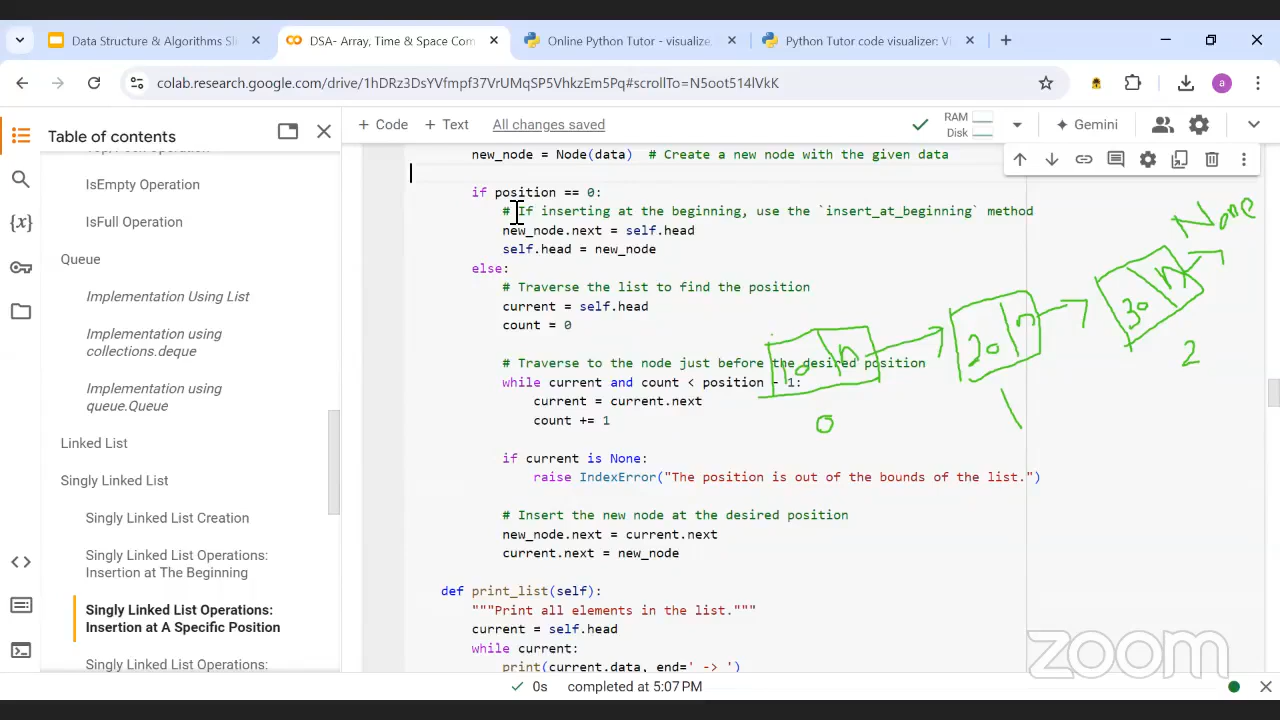 Data Structure & Algorithms Sli
DSA- Array, Time & Space Com
Online Python Tutor - visualize
Python Tutor code visualizer: Vi
colab.research.google.com/drive/1hDRz3DsYVfmpf37VrUMqSP5VhkzEm5Pq#scrollTo=N5oot514lVkK
a
Table of contents
+ Code
+ Text
All changes saved
RAM
Disk
Gemini
IsEmpty Operation
IsFull Operation
Queue
Implementation Using List
Implementation using
collections.deque
Implementation using
queue.Queue
Linked List
Singly Linked List
Singly Linked List Creation
Singly Linked List Operations:
Insertion at The Beginning
Singly Linked List Operations:
Insertion at A Specific Position
Singly Linked List Operations:
new_node = Node(data)  # Create a new node with the given data
if position == 0:
# If inserting at the beginning, use the `insert_at_beginning` method
new_node.next = self.head
self.head = new_node
else:
# Traverse the list to find the position
current = self.head
count = 0
# Traverse to the node just before the desired position
while current and count < position - 1:
current = current.next
count += 1
if current is None:
raise IndexError("The position is out of the bounds of the list.")
# Insert the new node at the desired position
new_node.next = current.next
current.next = new_node
def print_list(self):
"""Print all elements in the list."""
current = self.head
while current:
print(current.data, end=' -> ')
10 n
20 n
30 n
None
0
1
2
zoom
0s completed at 5:07 PM